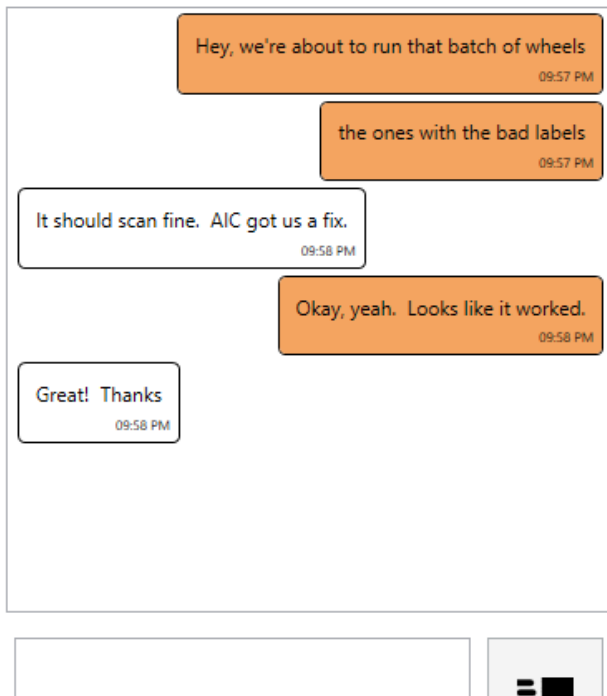 Hey, we're about to run that batch of wheels
09:57 PM
the ones with the bad labels
09:57 PM
It should scan fine.  AIC got us a fix.
09:58 PM
Okay, yeah.  Looks like it worked.
09:58 PM
Great!  Thanks
09:58 PM